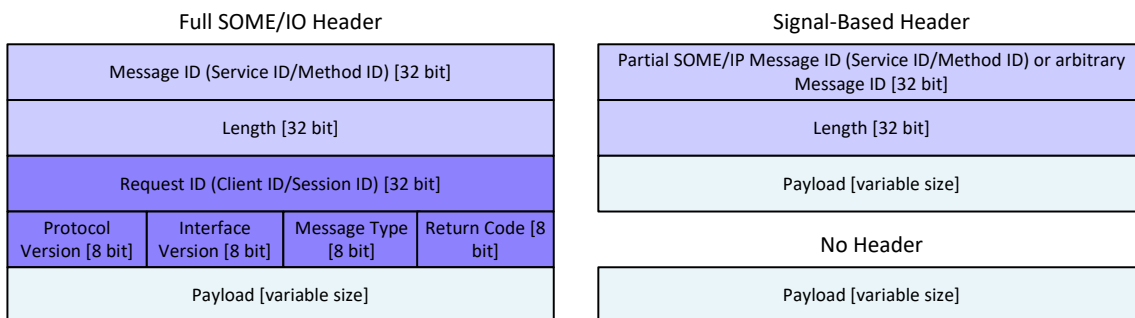 Full SOME/IO Header
Message ID (Service ID/Method ID) [32 bit]
Length [32 bit]
Request ID (Client ID/Session ID) [32 bit]
Protocol
Version [8 bit]
Interface
Version [8 bit]
Message Type
[8 bit]
Return Code [8
bit]
Payload [variable size]
Signal-Based Header
Partial SOME/IP Message ID (Service ID/Method ID) or arbitrary
Message ID [32 bit]
Length [32 bit]
Payload [variable size]
No Header
Payload [variable size]